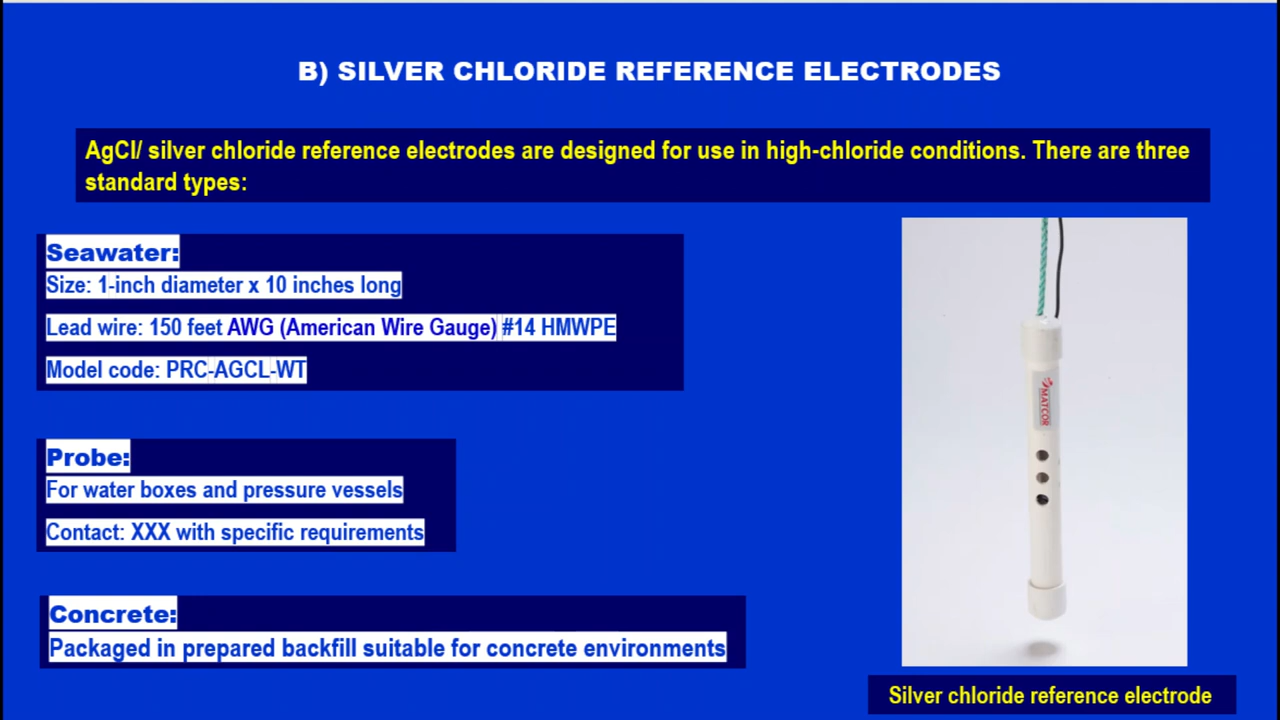 B) SILVER CHLORIDE REFERENCE ELECTRODES
AgCl/ silver chloride reference electrodes are designed for use in high-chloride conditions. There are three
standard types:
Seawater:
Size: 1-inch diameter x 10 inches long
Lead wire: 150 feet AWG (American Wire Gauge) #14 HMWPE
Model code: PRC-AGCL-WT
Probe:
For water boxes and pressure vessels
Contact: XXX with specific requirements
Concrete:
Packaged in prepared backfill suitable for concrete environments
MATCOR
Silver chloride reference electrode